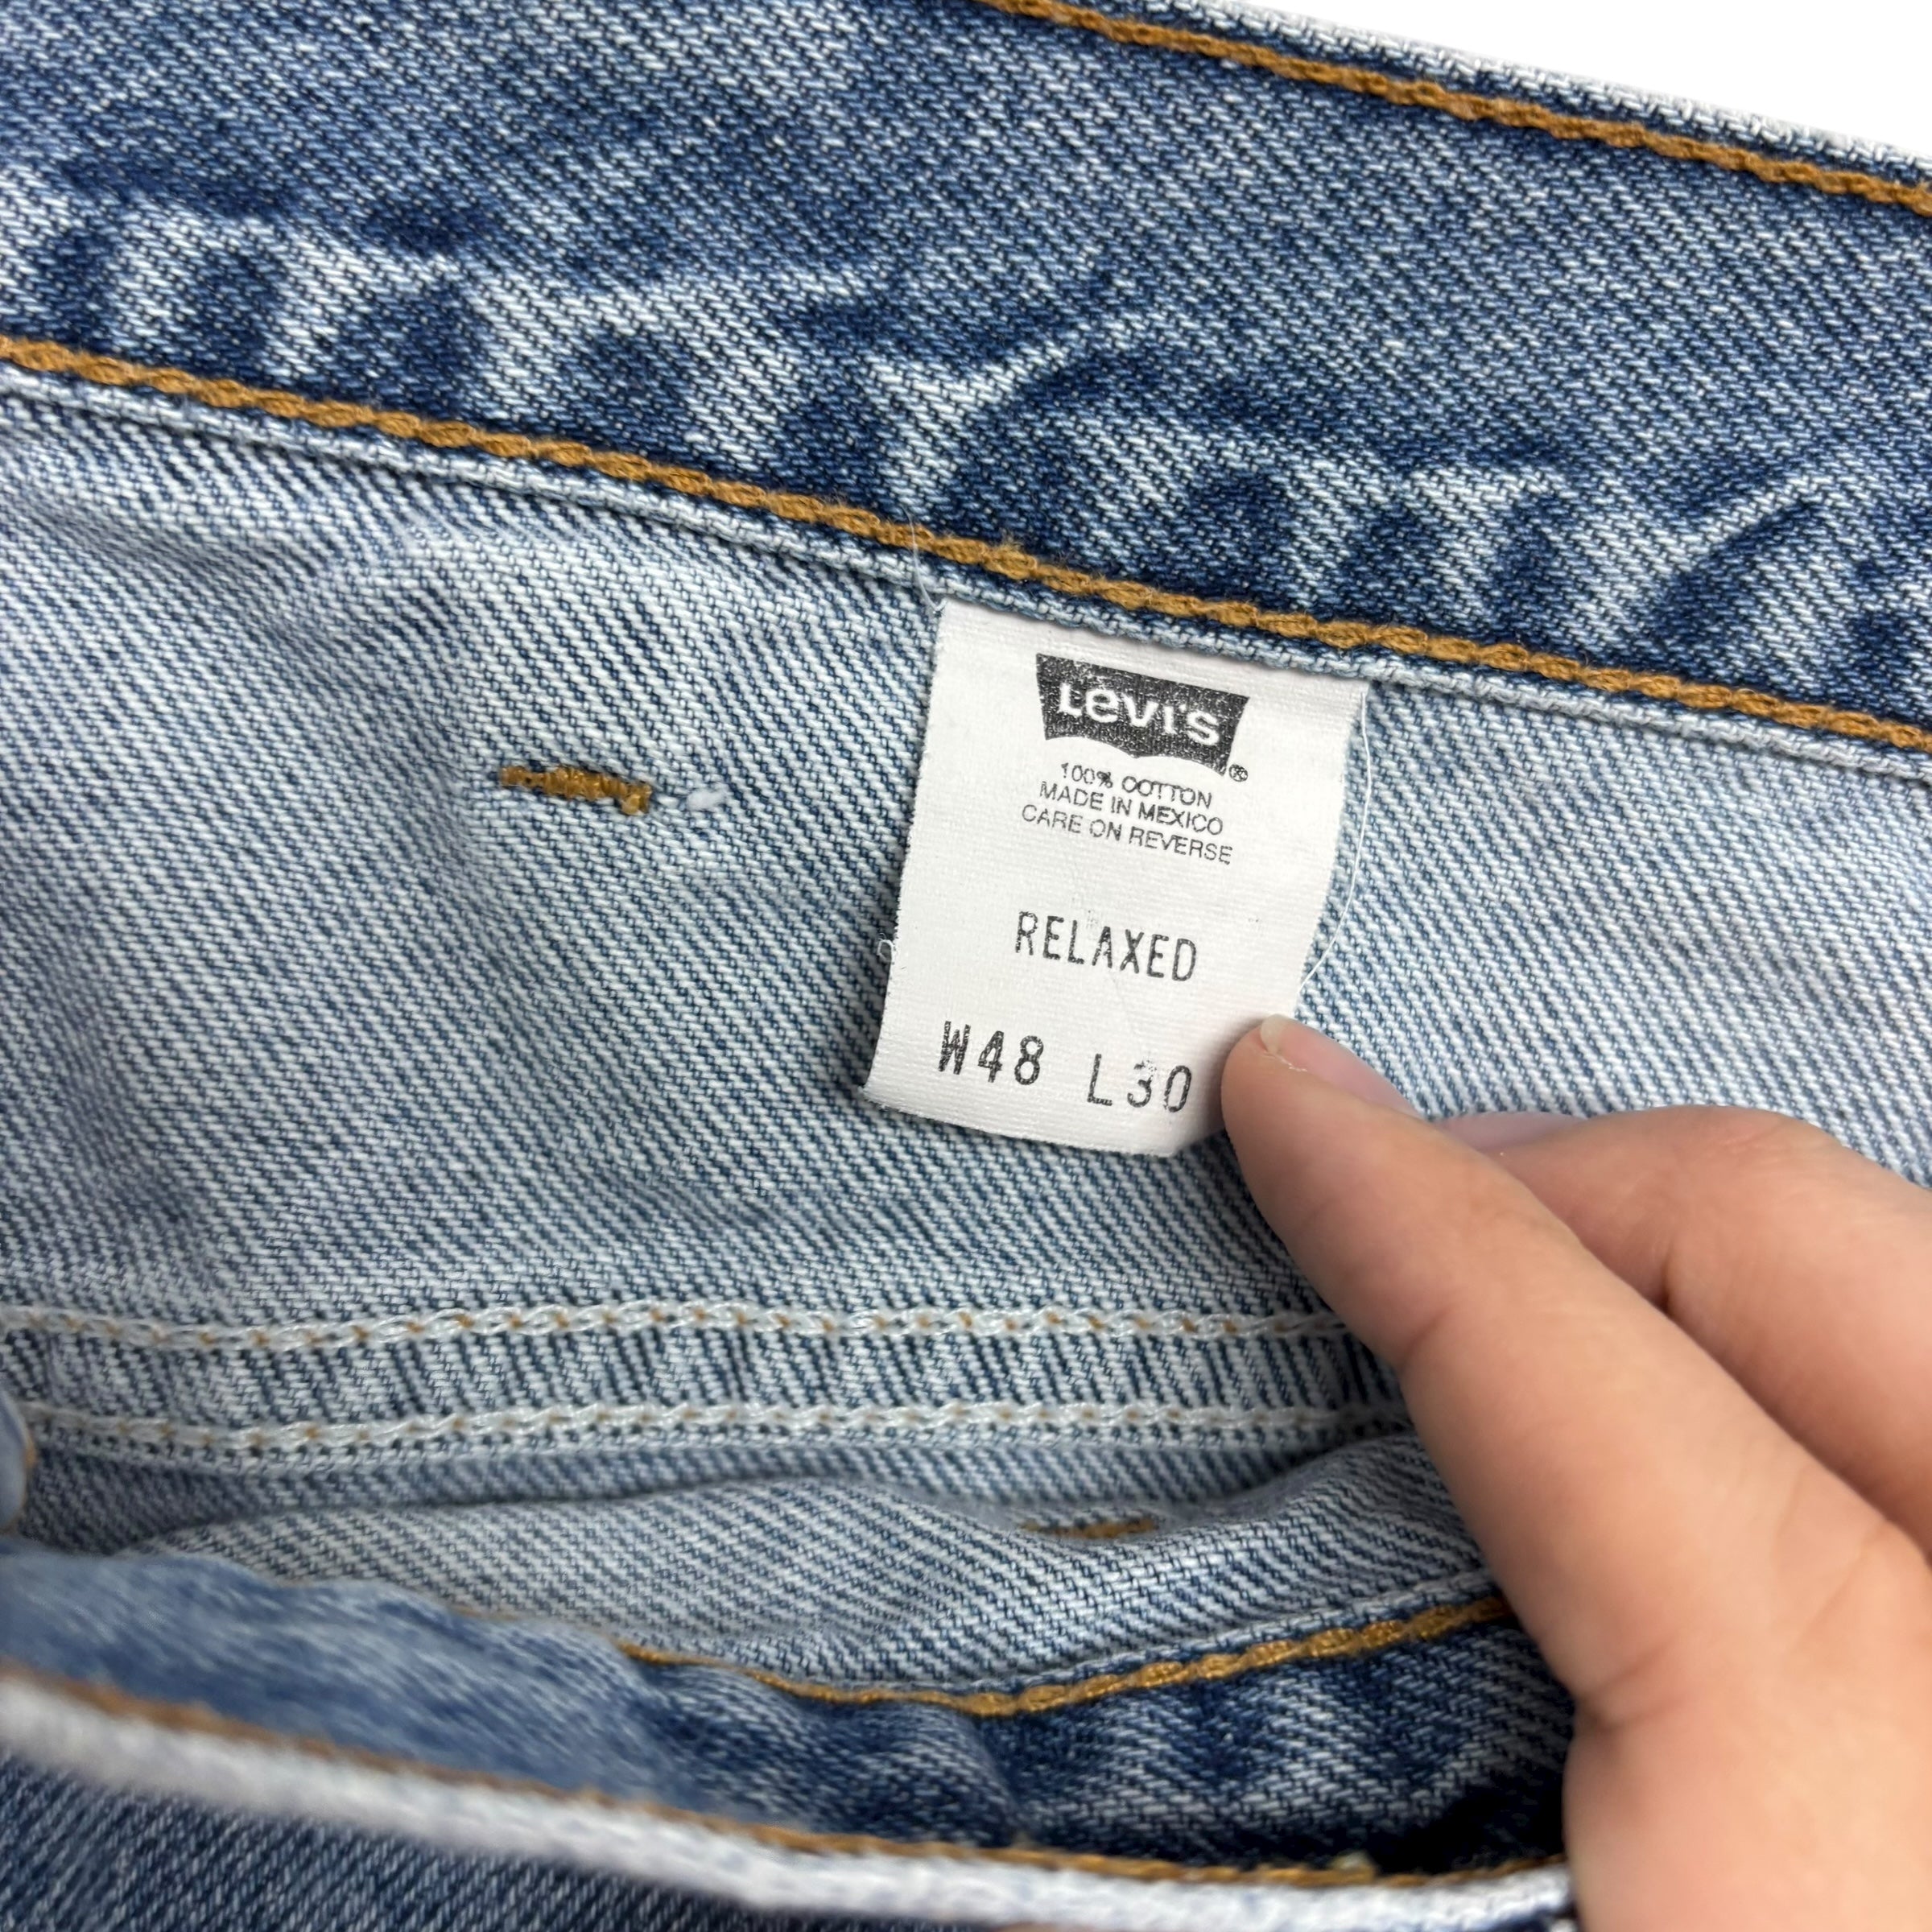 Levi's®
100% COTTON
MADE IN MEXICO
CARE ON REVERSE
RELAXED
W48 L30